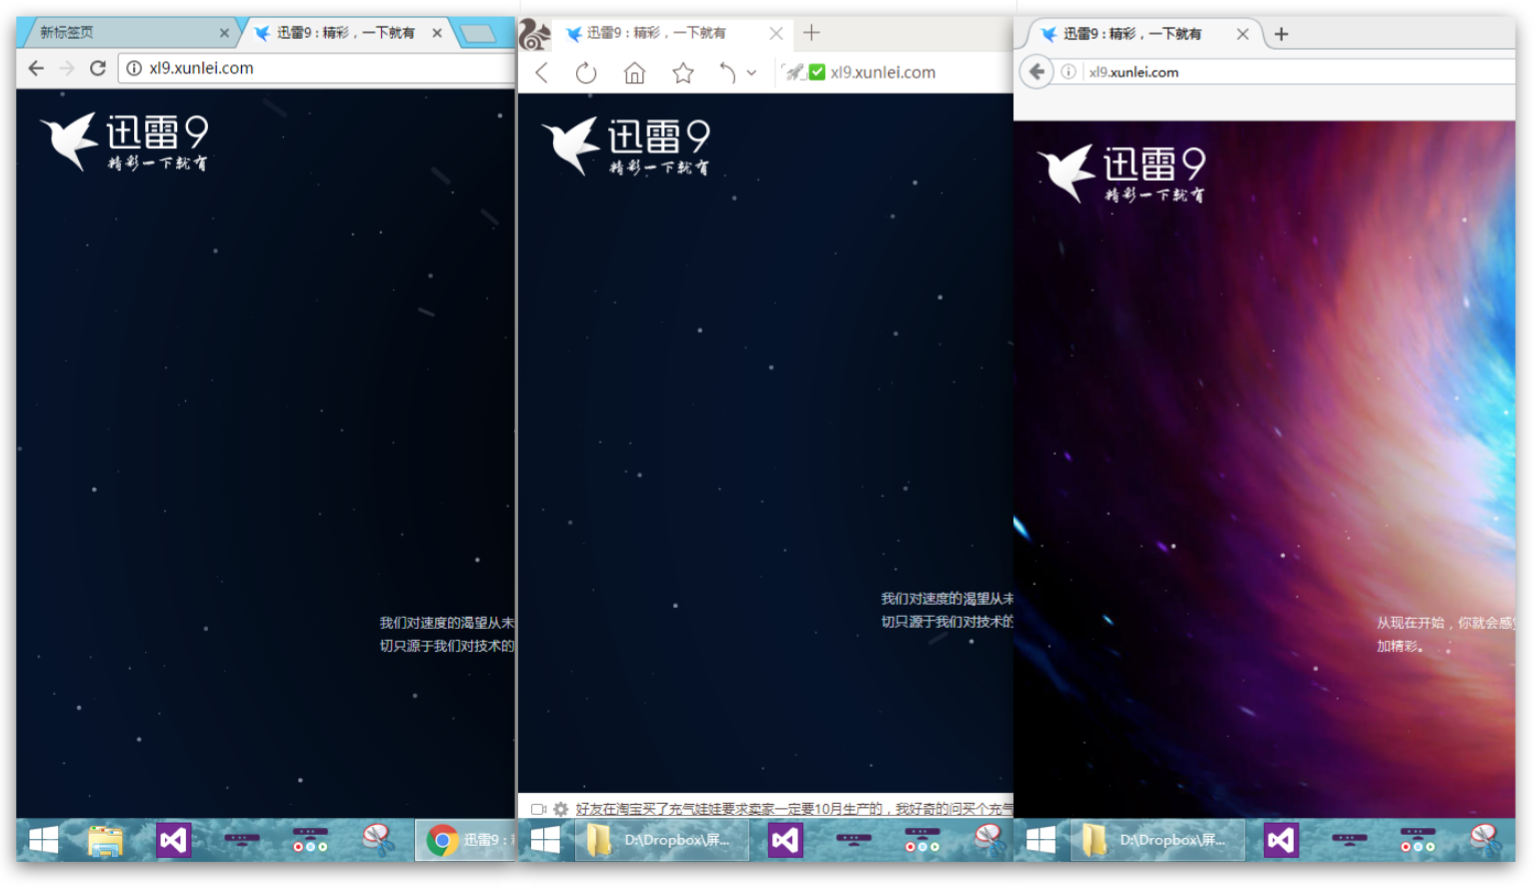 新标签页
迅雷9：精彩，一下就有
xl9.xunlei.com
迅雷9
精彩一下就有
我们对速度的渴望从未
切只源于我们对技术的
迅雷9：
迅雷9：精彩，一下就有
xl9.xunlei.com
迅雷9
精彩一下就有
我们对速度的渴望从未
切只源于我们对技术的
好友在淘宝买了充气娃娃要求卖家一定要10月生产的，我好奇的问买个充气
D:\Dropbox\屏...
迅雷9：精彩，一下就有
xl9.xunlei.com
迅雷9
精彩一下就有
从现在开始，你就会感
加精彩。
D:\Dropbox\屏...